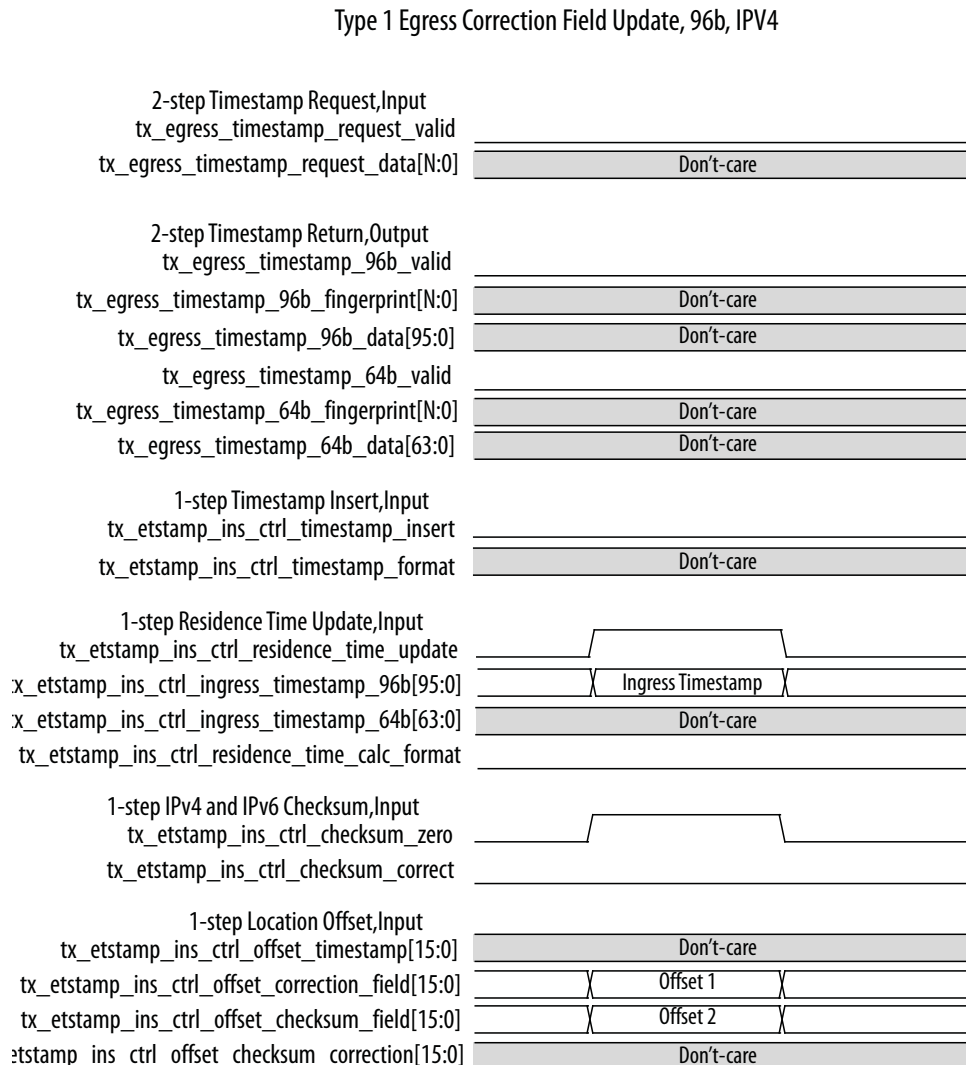 Type 1 Egress Correction Field Update, 96b, IPV4
2-step Timestamp Request,Input
tx_egress_timestamp_request_valid
tx_egress_timestamp_request_data[N:0] Don't-care
2-step Timestamp Return,Output
tx_egress_timestamp_96b_valid
tx_egress_timestamp_96b_fingerprint[N:0] Don't-care
tx_egress_timestamp_96b_data[95:0] Don't-care
tx_egress_timestamp_64b_valid
tx_egress_timestamp_64b_fingerprint[N:0] Don't-care
tx_egress_timestamp_64b_data[63:0] Don't-care
1-step Timestamp Insert,Input
tx_etstamp_ins_ctrl_timestamp_insert
tx_etstamp_ins_ctrl_timestamp_format Don't-care
1-step Residence Time Update,Input
tx_etstamp_ins_ctrl_residence_time_update
x_etstamp_ins_ctrl_ingress_timestamp_96b[95:0] Ingress Timestamp
x_etstamp_ins_ctrl_ingress_timestamp_64b[63:0] Don't-care
tx_etstamp_ins_ctrl_residence_time_calc_format
1-step IPv4 and IPv6 Checksum,Input
tx_etstamp_ins_ctrl_checksum_zero
tx_etstamp_ins_ctrl_checksum_correct
1-step Location Offset,Input
tx_etstamp_ins_ctrl_offset_timestamp[15:0] Don't-care
tx_etstamp_ins_ctrl_offset_correction_field[15:0] Offset 1
tx_etstamp_ins_ctrl_offset_checksum_field[15:0] Offset 2
etstamp_ins_ctrl_offset_checksum_correction[15:0] Don't-care